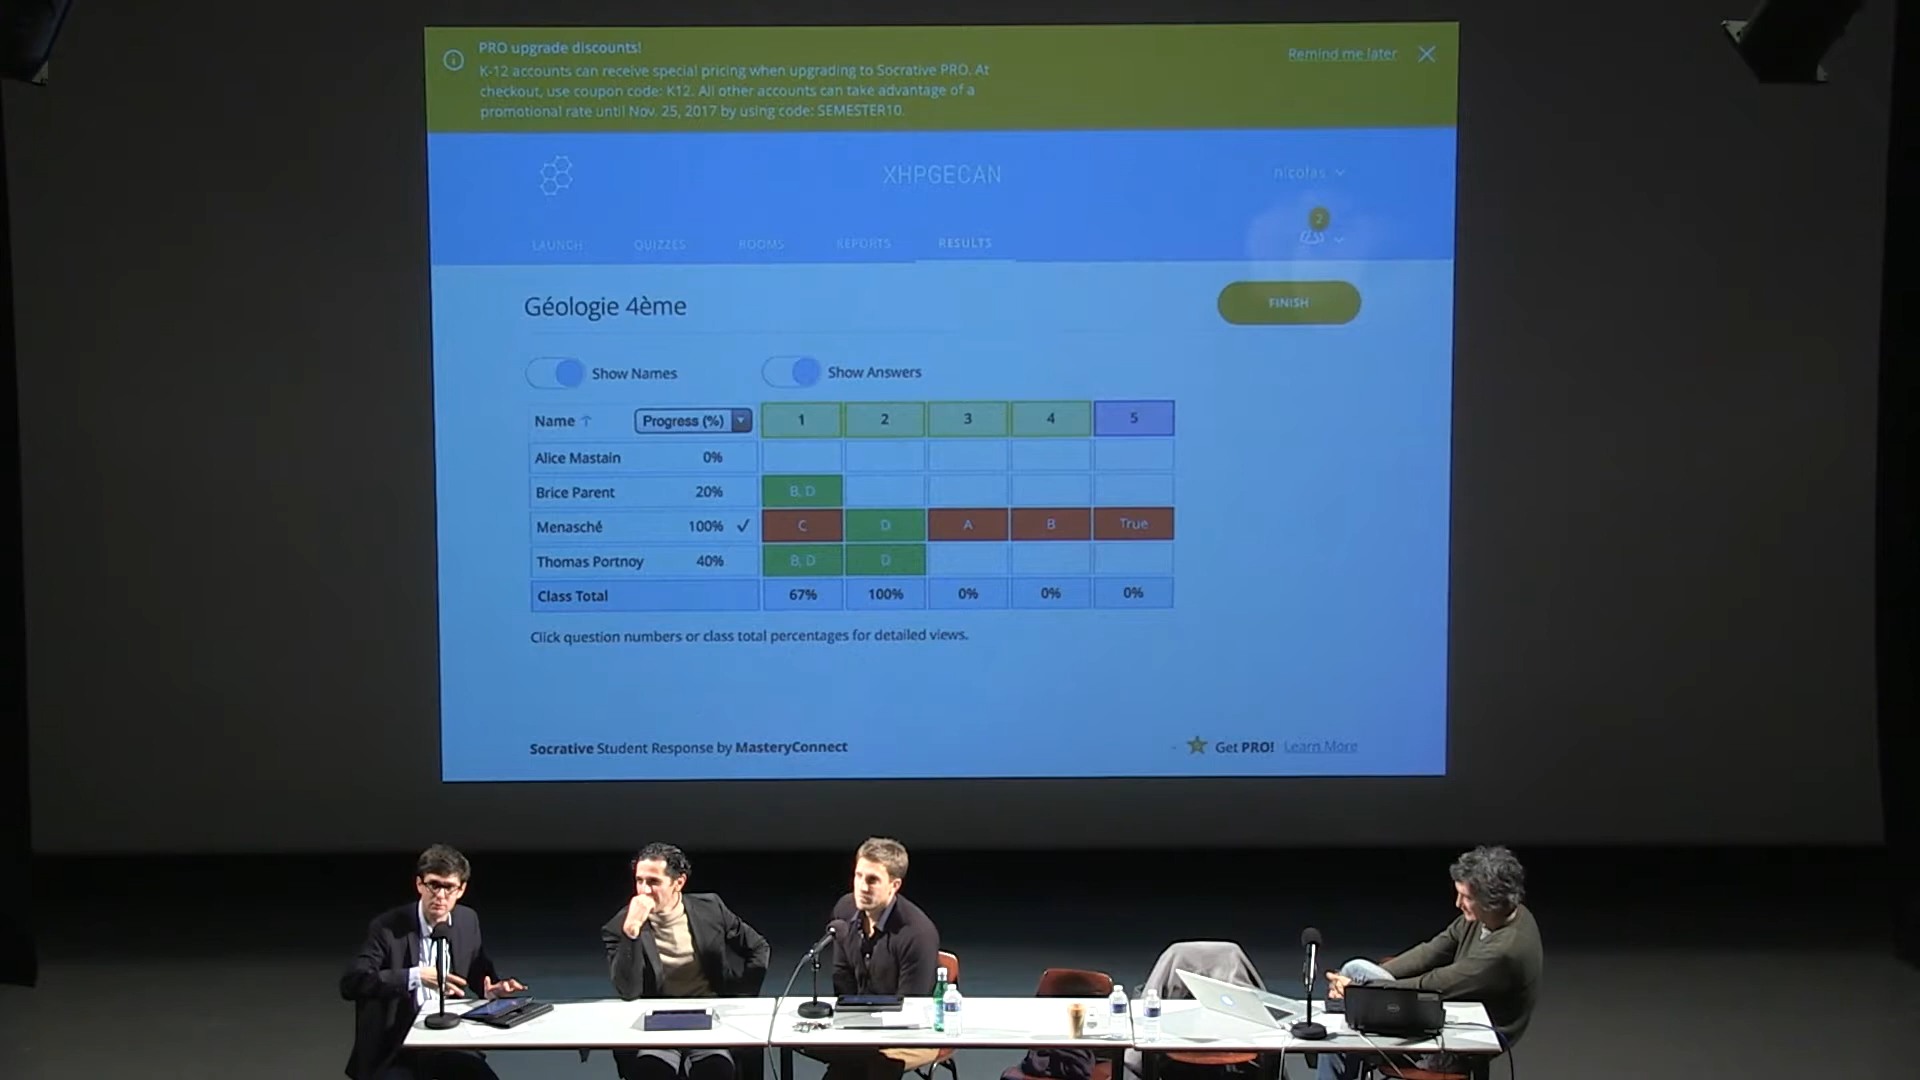 PRO upgrade discounts!
Remind me later
K-12 accounts can receive special pricing when upgrading to Socrative PRO. At
checkout, use coupon code: K12. All other accounts can take advantage of a
promotional rate until Nov. 25, 2017 by using code: SEMESTER10.
XHPGECAN
nicolas
2
LAUNCH QUIZZES ROOMS REPORTS RESULTS
Géologie 4ème
FINISH
Show Names Show Answers
Name Progress (%) 1 2 3 4 5
Alice Mastain 0%
Brice Parent 20% B, D
Menasché 100% ✓ C D A B True
Thomas Portnoy 40% B, D D
Class Total 67% 100% 0% 0% 0%
Click question numbers or class total percentages for detailed views.
Socrative Student Response by MasteryConnect
Get PRO! Learn More